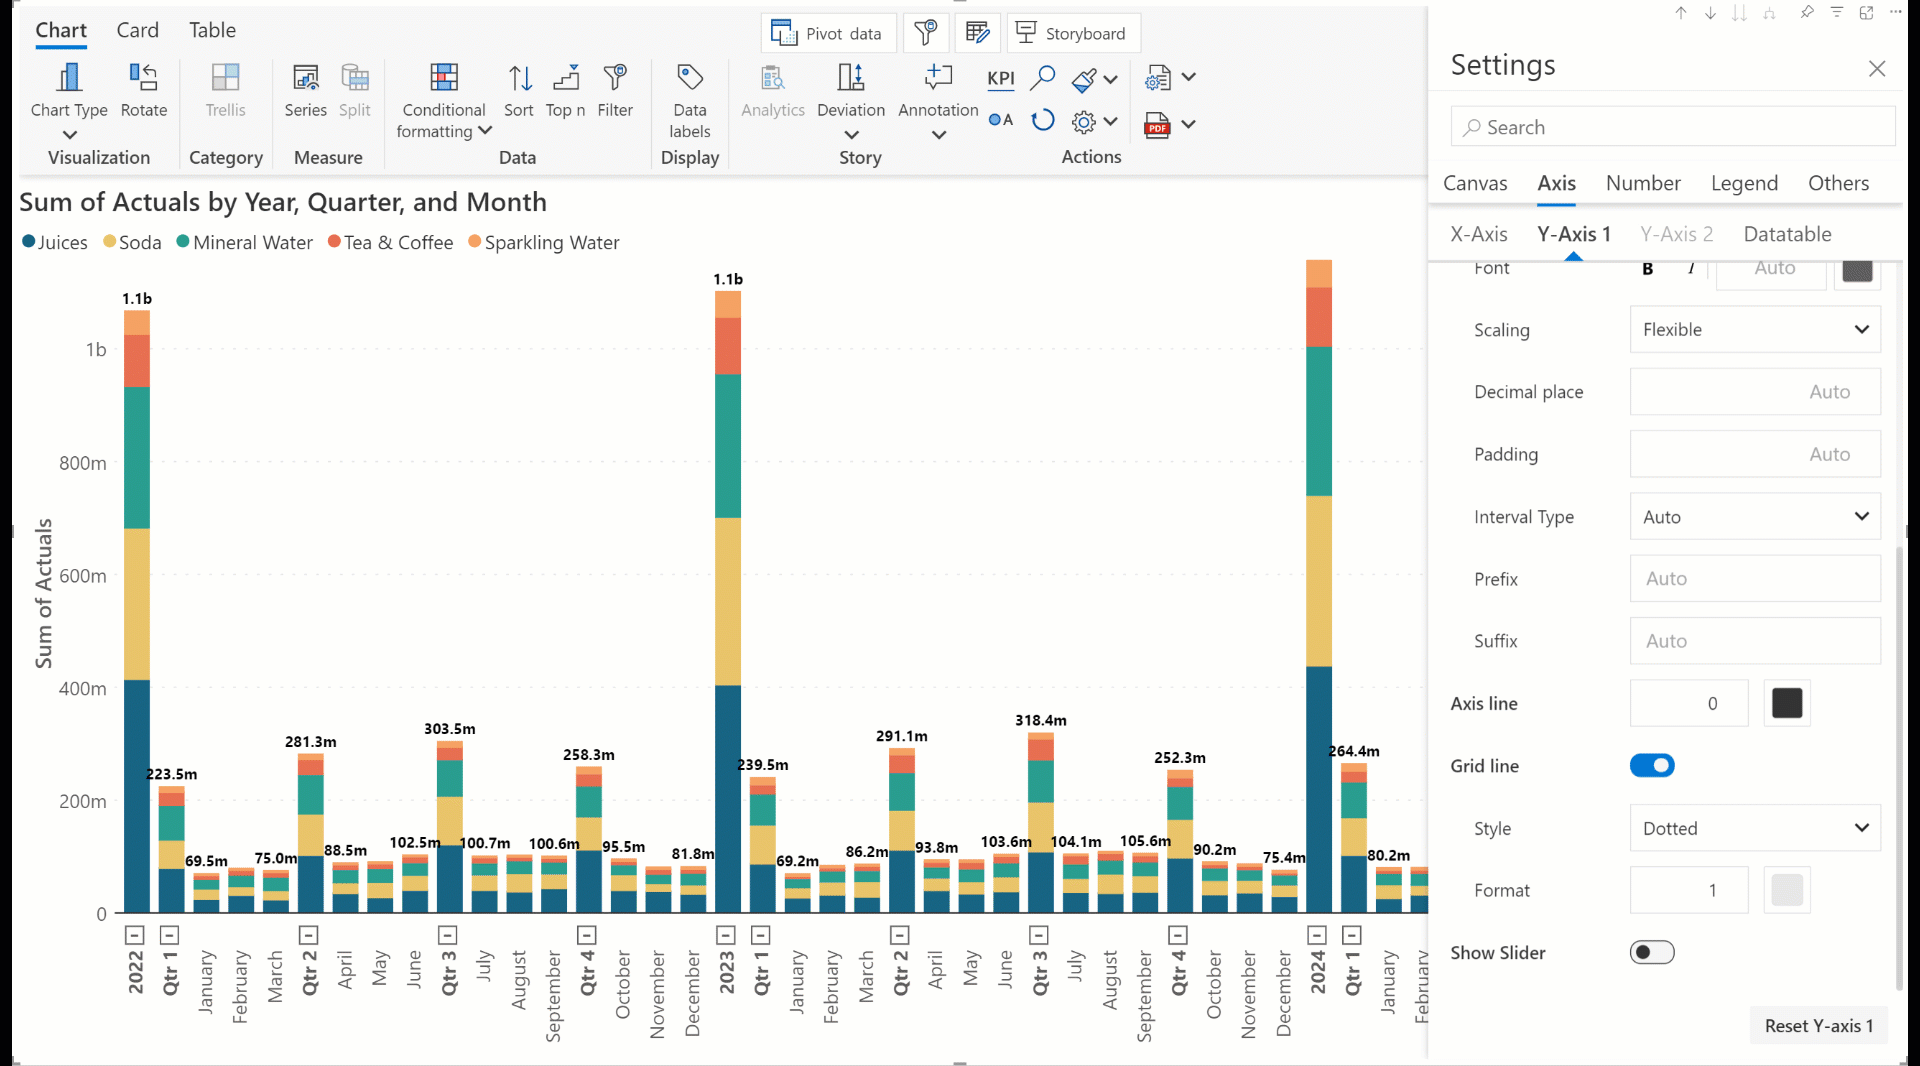 Chart Card Table
Pivot data
Storyboard
Chart Type
Rotate
Visualization
Trellis
Category
Series
Split
Measure
Conditional
formatting
Sort
Top n
Filter
Data
Data
labels
Display
Analytics
Deviation
Annotation
Story
KPI
A
PDF
Actions
Sum of Actuals by Year, Quarter, and Month
Juices Soda Mineral Water Tea & Coffee Sparkling Water
Sum of Actuals
1b
800m
600m
400m
200m
0
1.1b
223.5m
69.5m
75.0m
281.3m
88.5m
102.5m
303.5m
100.7m
100.6m
258.3m
95.5m
81.8m
1.1b
239.5m
69.2m
86.2m
291.1m
93.8m
103.6m
318.4m
104.1m
105.6m
252.3m
90.2m
75.4m
264.4m
80.2m
2022
Qtr 1
January
February
March
Qtr 2
April
May
June
Qtr 3
July
August
September
Qtr 4
October
November
December
2023
Qtr 1
January
February
March
Qtr 2
April
May
June
Qtr 3
July
August
September
Qtr 4
October
November
December
2024
Qtr 1
January
February
Settings
Search
Canvas Axis Number Legend Others
X-Axis Y-Axis 1 Y-Axis 2 Datatable
Font B I Auto
Scaling Flexible
Decimal place Auto
Padding Auto
Interval Type Auto
Prefix Auto
Suffix Auto
Axis line 0
Grid line
Style Dotted
Format 1
Show Slider
Reset Y-axis 1